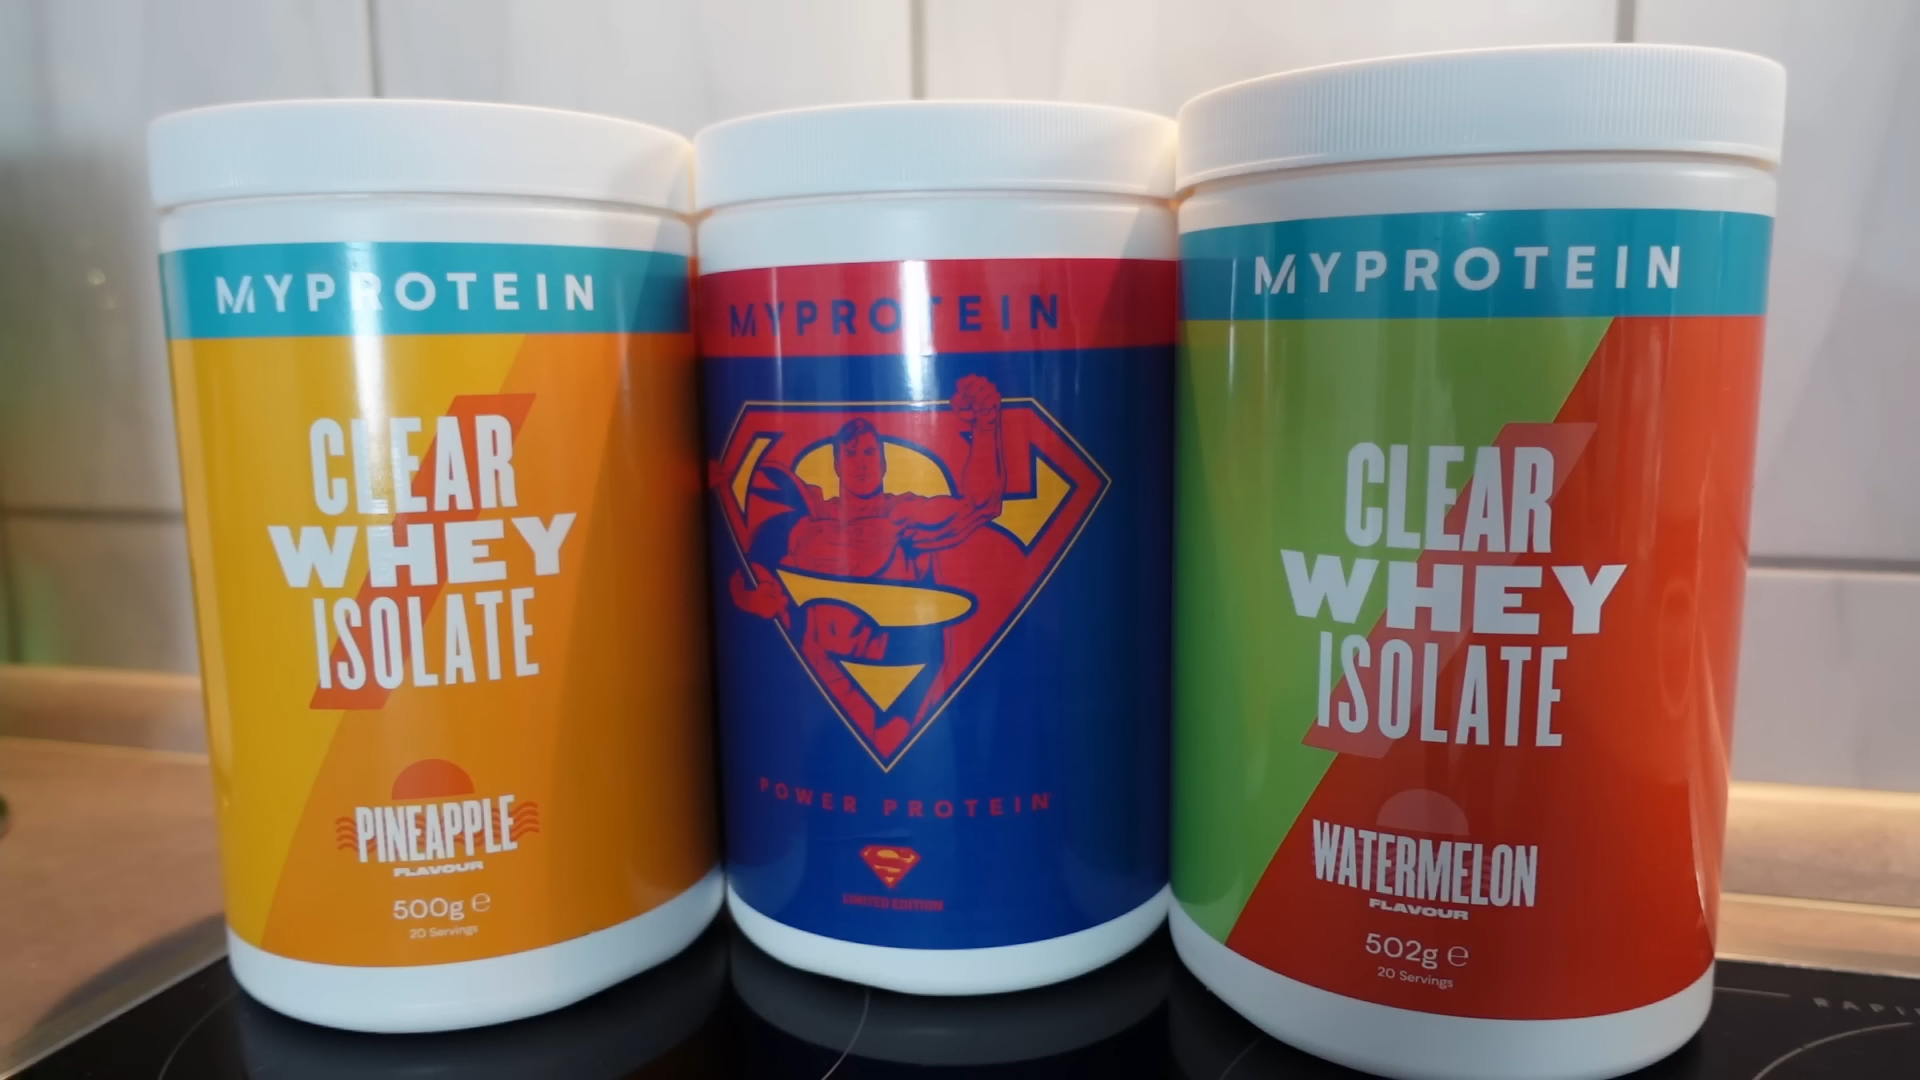 MYPROTEIN
CLEAR
WHEY
ISOLATE
PINEAPPLE
FLAVOUR
500g ℮
20 Servings
MYPROTEIN
POWER PROTEIN
LIMITED EDITION
MYPROTEIN
CLEAR
WHEY
ISOLATE
WATERMELON
FLAVOUR
502g ℮
20 Servings